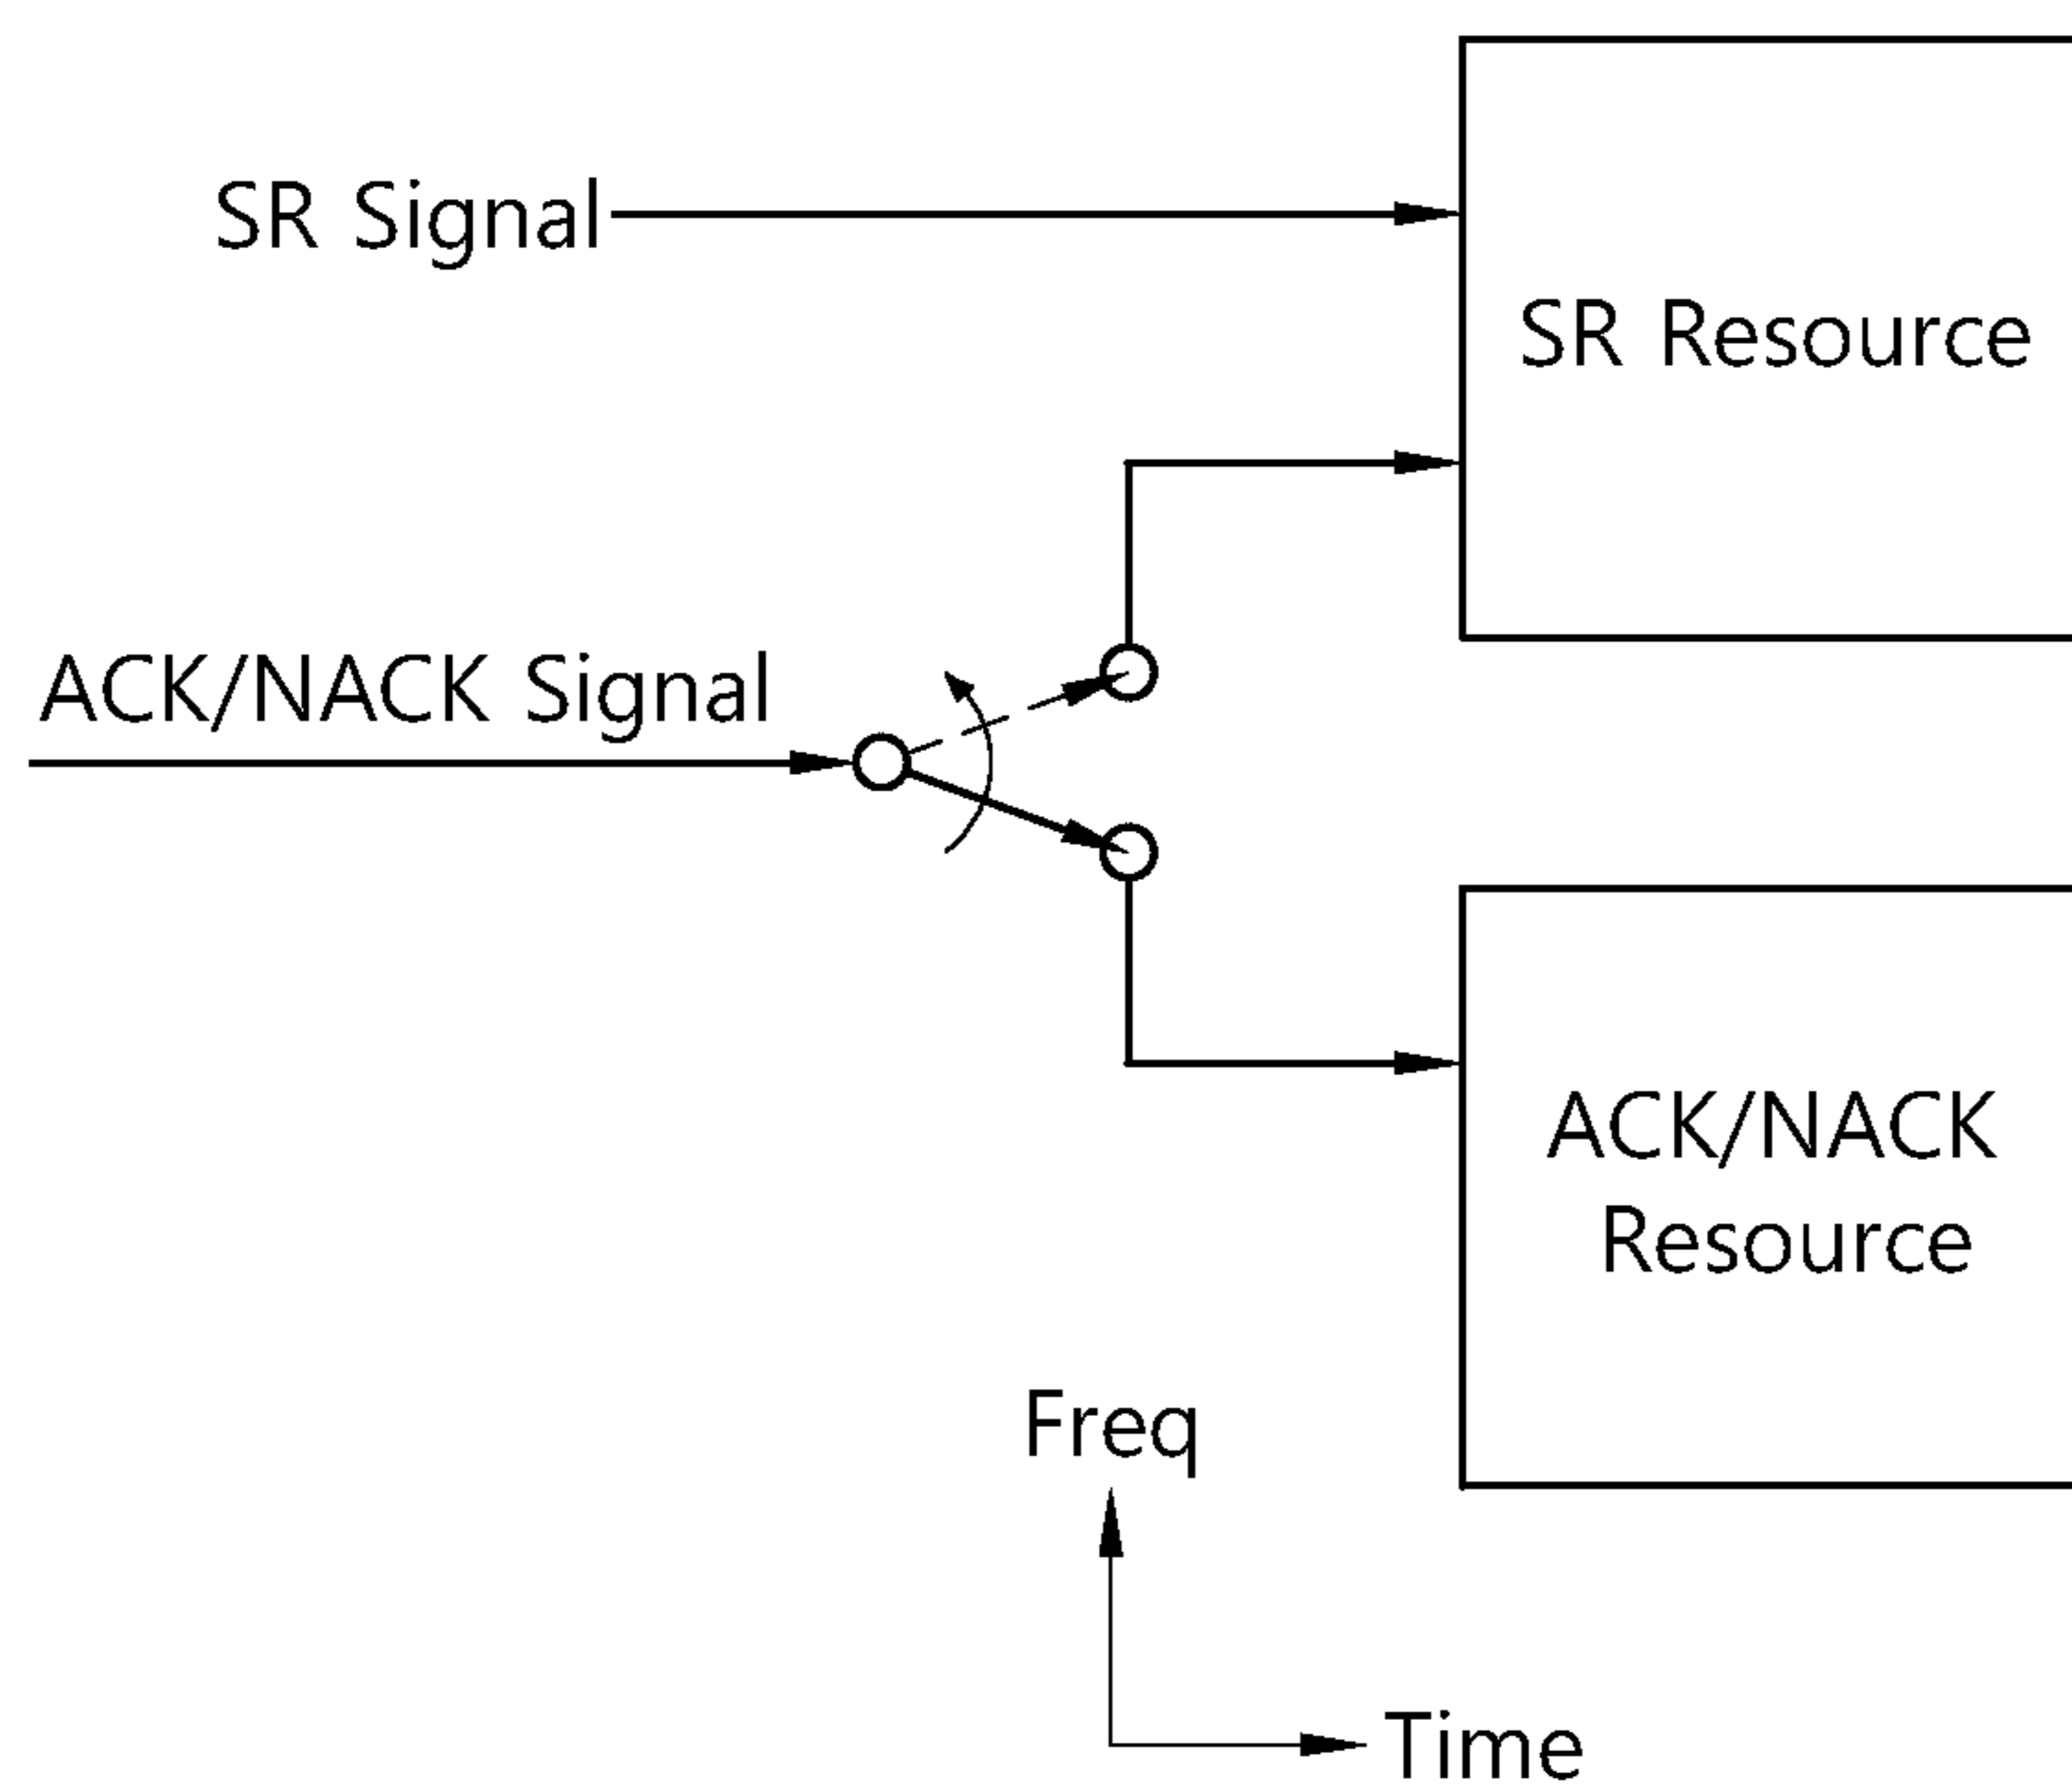 SR Signal
SR Resource
ACK/NACK Signal
ACK/NACK
Resource
Freq
Time